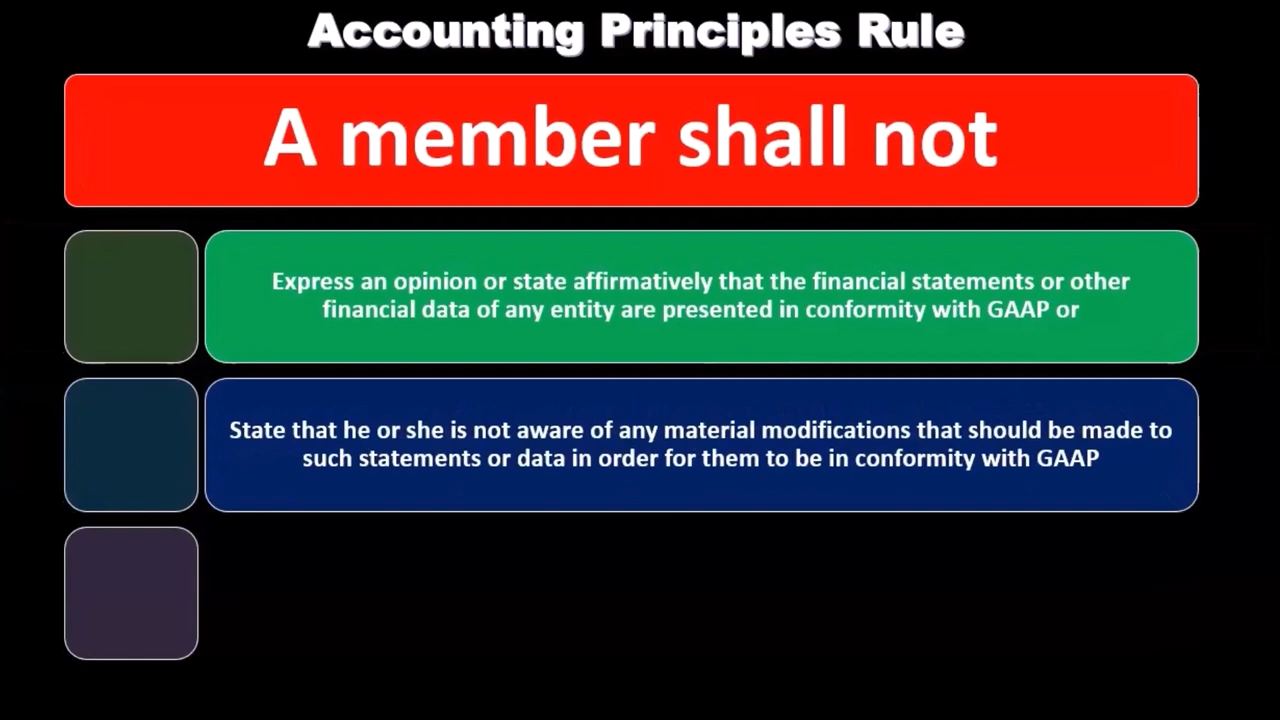 Accounting Principles Rule
A member shall not
Express an opinion or state affirmatively that the financial statements or other
financial data of any entity are presented in conformity with GAAP or
State that he or she is not aware of any material modifications that should be made to
such statements or data in order for them to be in conformity with GAAP